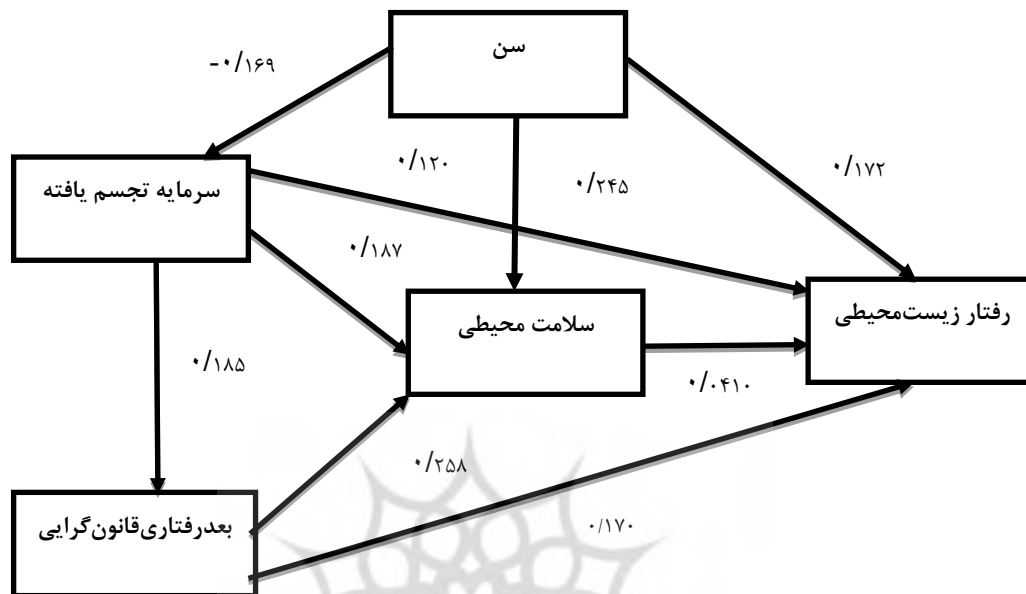 سن
-۰/۱۶۹
۰/۱۲۰
۰/۲۴۵
۰/۱۷۲
سرمایه تجسم یافته
۰/۱۸۷
سلامت محیطی
رفتار زیست‌محیطی
۰/۱۸۵
۰/۰۴۱۰
۰/۲۵۸
بعدرفتاری‌قانون‌گرایی
۰/۱۷۰